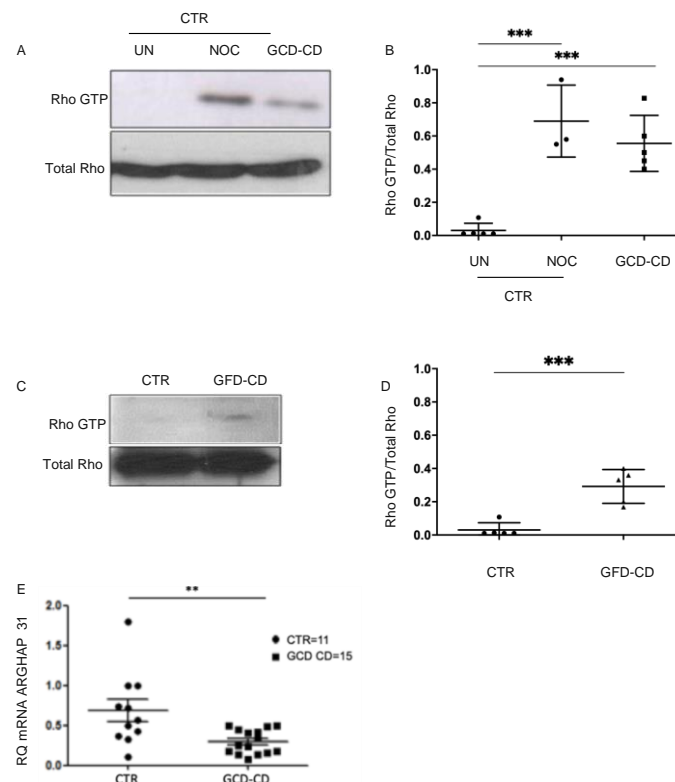 CTR
A
UN NOC GCD-CD
Rho GTP
Total Rho
B
***
***
1.0
0.8
0.6
0.4
0.2
0.0
Rho GTP/Total Rho
UN NOC GCD-CD
CTR
C
CTR GFD-CD
Rho GTP
Total Rho
D
***
1.0
0.8
0.6
0.4
0.2
0.0
Rho GTP/Total Rho
CTR GFD-CD
E
**
2.0
1.5
1.0
0.5
0.0
RQ mRNA ARGHAP 31
CTR=11
GCD CD=15
CTR GCD-CD